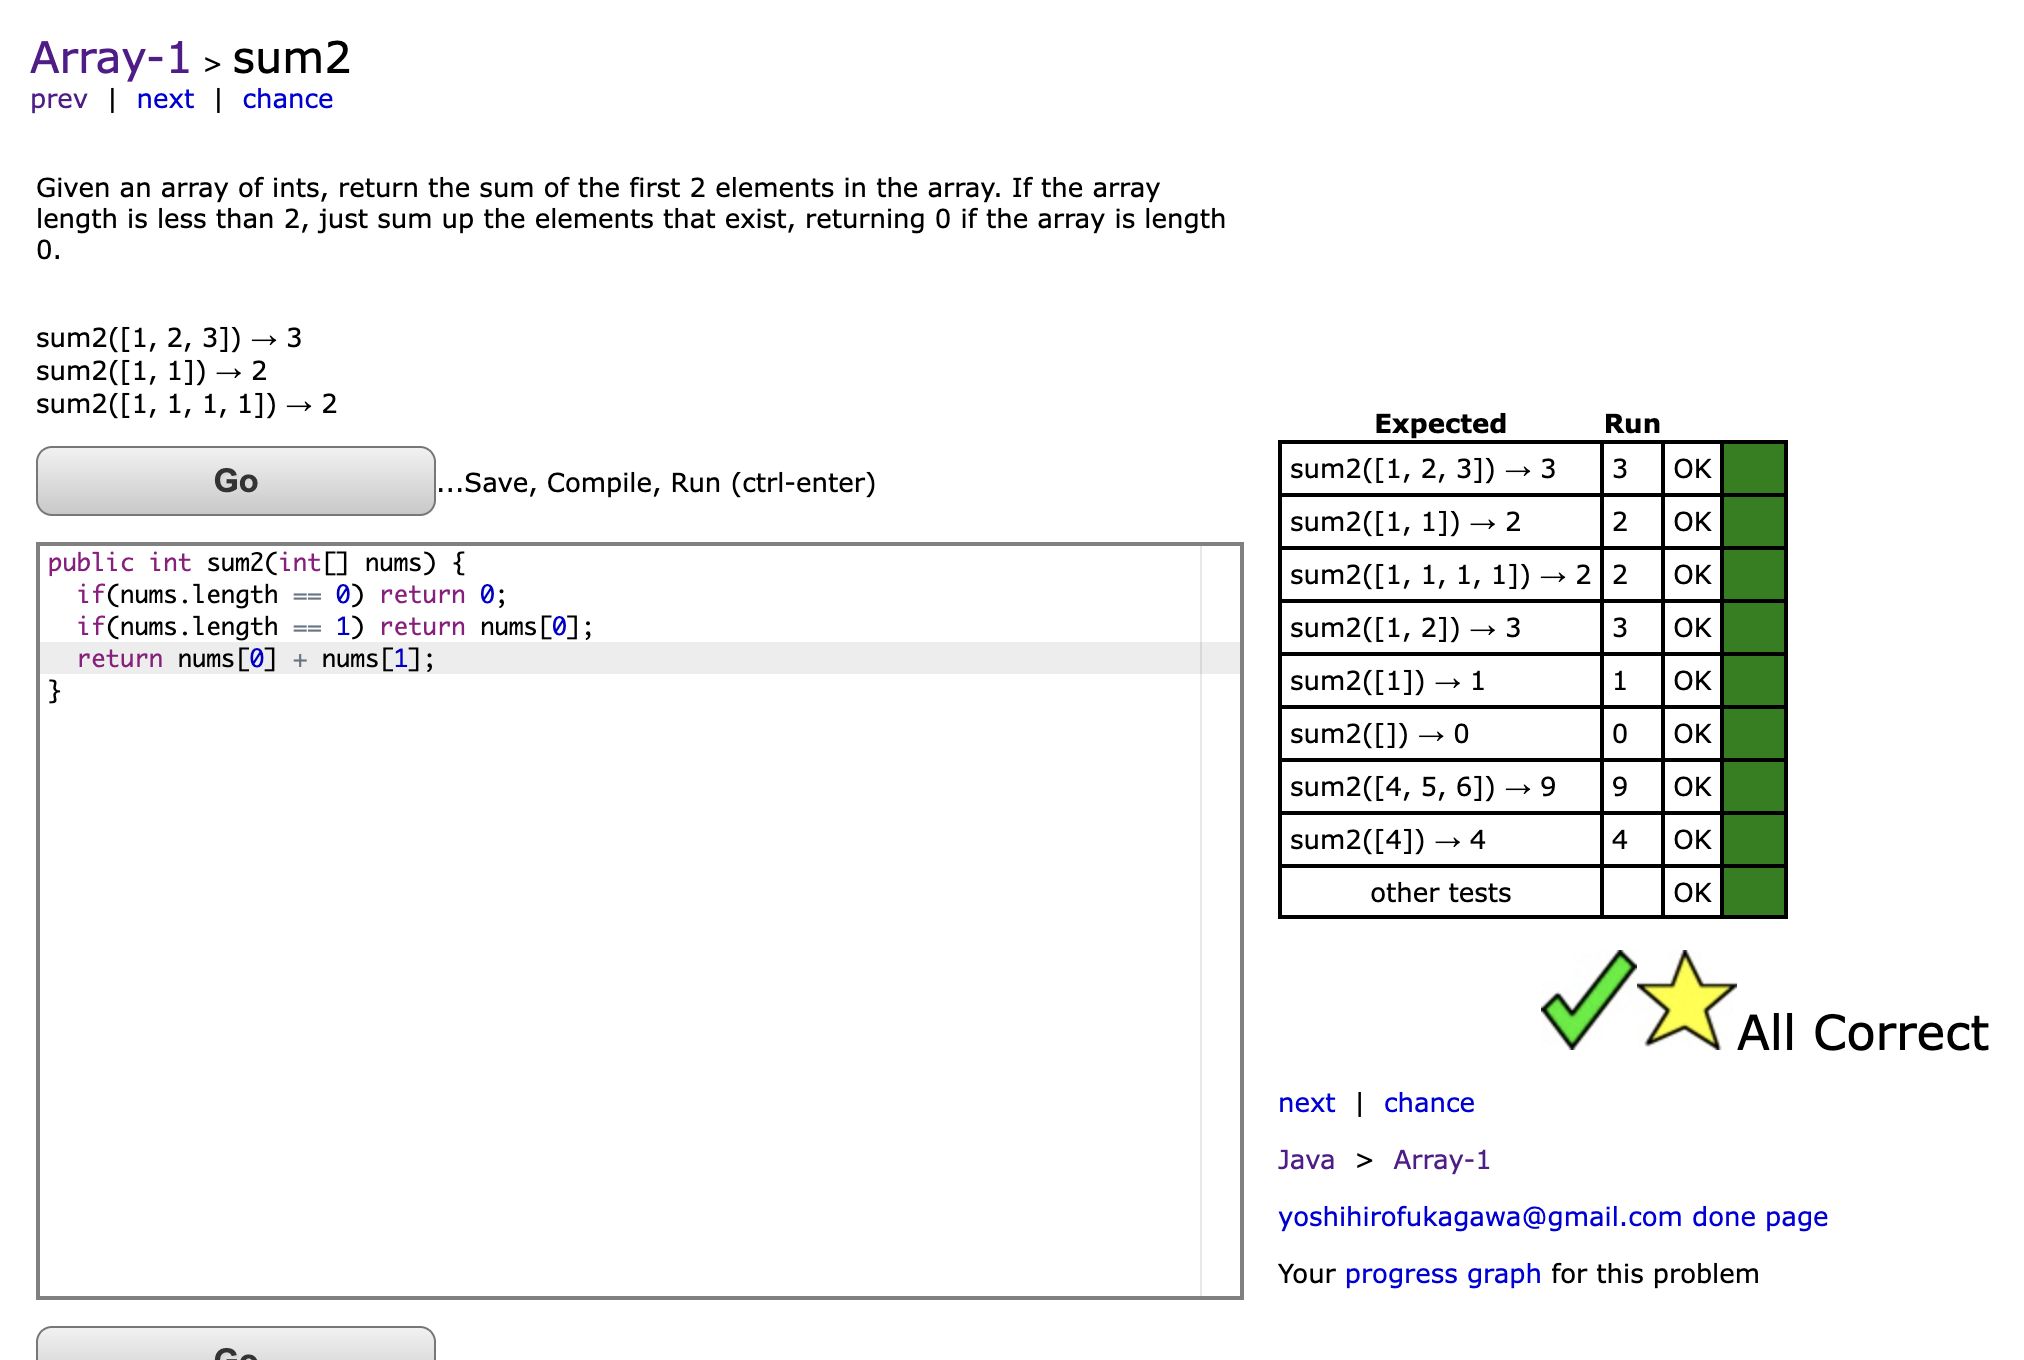 Array-1 > sum2
prev | next | chance
Given an array of ints, return the sum of the first 2 elements in the array. If the array
length is less than 2, just sum up the elements that exist, returning 0 if the array is length
0.
sum2([1, 2, 3]) → 3
sum2([1, 1]) → 2
sum2([1, 1, 1, 1]) → 2
Go ...Save, Compile, Run (ctrl-enter)
public int sum2(int[] nums) {
  if(nums.length == 0) return 0;
  if(nums.length == 1) return nums[0];
  return nums[0] + nums[1];
}
Go
Expected Run
sum2([1, 2, 3]) → 3 3 OK
sum2([1, 1]) → 2 2 OK
sum2([1, 1, 1, 1]) → 2 2 OK
sum2([1, 2]) → 3 3 OK
sum2([1]) → 1 1 OK
sum2([]) → 0 0 OK
sum2([4, 5, 6]) → 9 9 OK
sum2([4]) → 4 4 OK
other tests OK
All Correct
next | chance
Java > Array-1
yoshihirofukagawa@gmail.com done page
Your progress graph for this problem